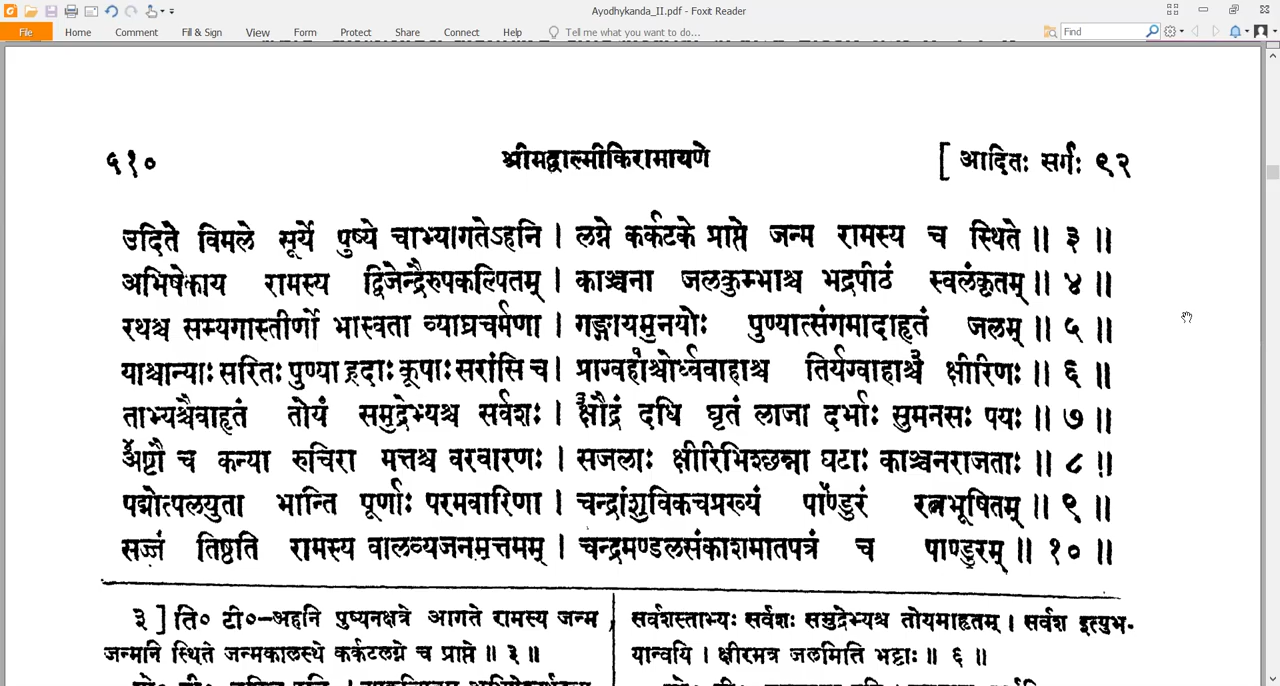 Ayodhykanda_II.pdf - Foxit Reader
File Home Comment Fill & Sign View Form Protect Share Connect Help Tell me what you want to do... Find
५१० श्रीमद्वाल्मीकिरामायणे [ आदितः सर्गः ९२
उदिते विमले सूर्ये पुष्ये चाभ्यागतेऽहनि । लग्ने कर्कटके प्राप्ते जन्म रामस्य च स्थिते ॥ ३ ॥
अभिषेकाय रामस्य द्विजेन्द्रैरुपकल्पितम् । काञ्चना जलकुम्भाश्च भद्रपीठं स्वलंकृतम् ॥ ४ ॥
रथश्च सम्यगास्तीर्णो भास्वता व्याघ्रचर्मणा । गङ्गायमुनयोः पुण्यात्संगमादाहृतं जलम् ॥ ५ ॥
याश्चान्याः सरितः पुण्या ह्रदाः कूपाः सरांसि च । प्राग्वहाश्चोर्ध्ववाहाश्च तिर्यग्वाहाश्च क्षीरिणः ॥ ६ ॥
ताभ्यश्चैवाहृतं तोयं समुद्रेभ्यश्च सर्वशः । क्षौद्रं दधि घृतं लाजा दर्भाः सुमनसः पयः ॥ ७ ॥
अष्टौ च कन्या रुचिरा मत्तश्च वरवारणः । सजलाः क्षीरिभिश्छन्ना घटाः काञ्चनराजताः ॥ ८ ॥
पद्मोत्पलयुता भान्ति पूर्णाः परमवारिणा । चन्द्रांशुविकचप्रख्यं पाण्डुरं रत्नभूषितम् ॥ ९ ॥
सज्जं तिष्ठति रामस्य वालव्यजनमुत्तमम् । चन्द्रमण्डलसंकाशमातपत्रं च पाण्डुरम् ॥ १० ॥
३ ] ति० टी०-अहनि पुष्यनक्षत्रे आगते रामस्य जन्म
जन्मनि स्थिते जन्मकालस्थे कर्कटलग्ने च प्राप्ते ॥ ३ ॥
सर्वशस्ताभ्यः सर्वशः समुद्रेभ्यश्च तोयमाहृतम् । सर्वश इत्युभ-
यान्वयि । क्षीरमत्र जलमिति भट्टाः ॥ ६ ॥